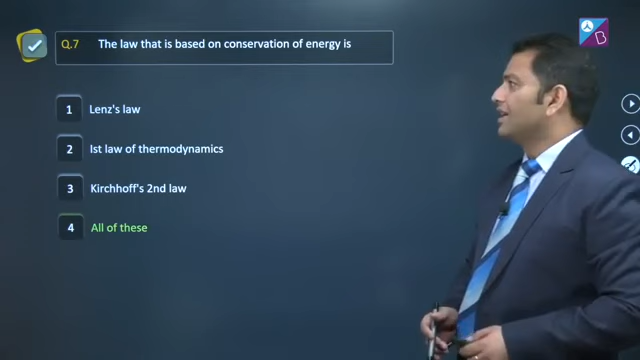 Q.7 The law that is based on conservation of energy is
1 Lenz's law
2 Ist law of thermodynamics
3 Kirchhoff's 2nd law
4 All of these
B